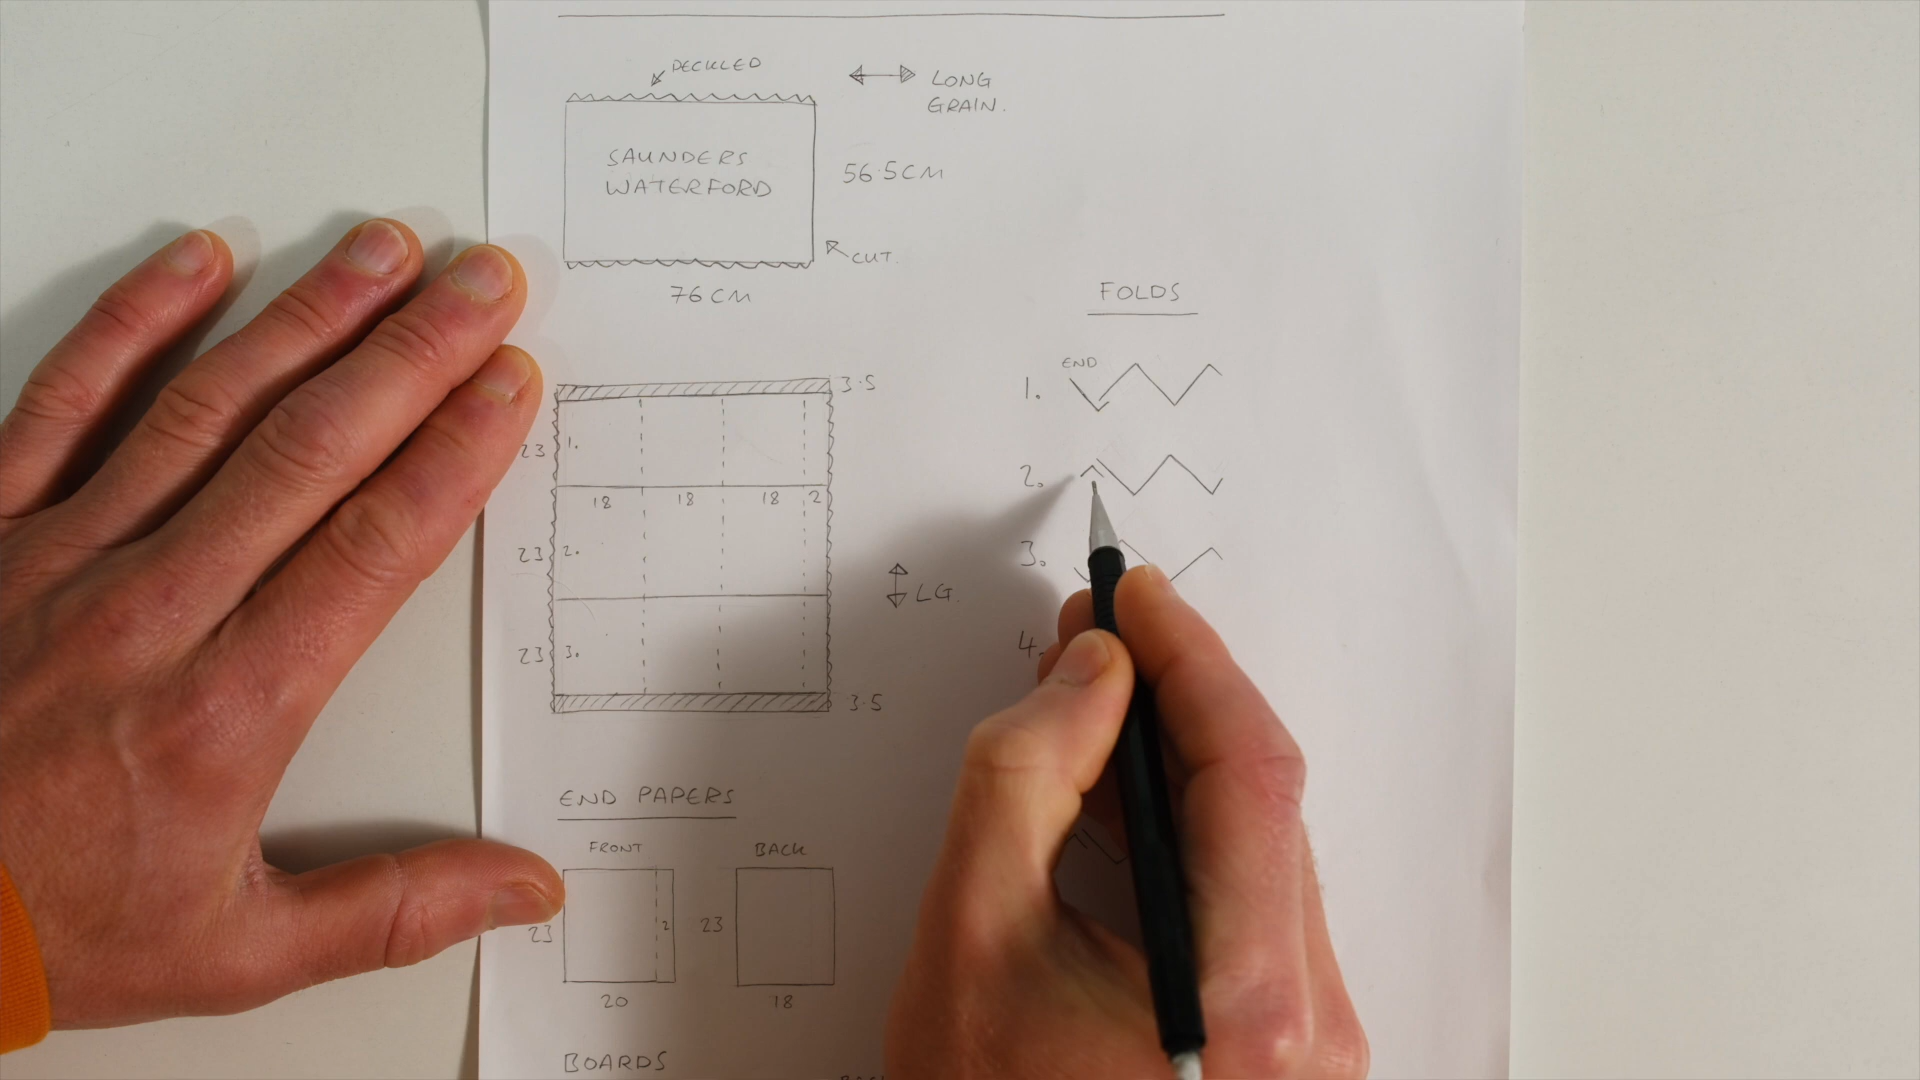 DECKLED
LONG
GRAIN.
SAUNDERS
WATERFORD
56.5CM
CUT.
76CM
FOLDS
END
1.
2.
3.
4.
3.5
23
1.
18
18
18
2
23
2.
LG.
23
3.
3.5
END PAPERS
FRONT
BACK
23
2
23
20
18
BOARDS